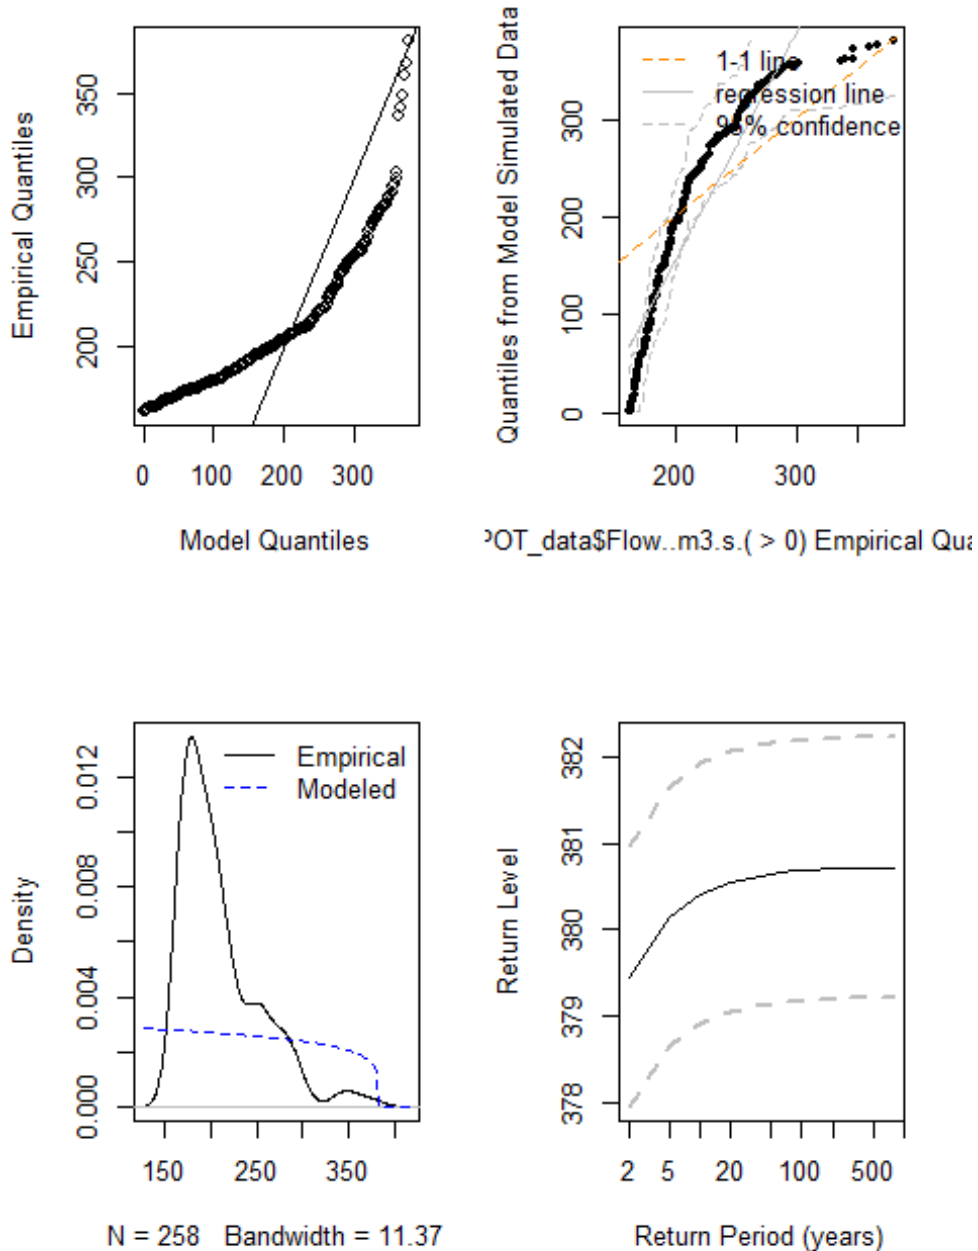 Empirical Quantiles
350
300
250
200
0 100 200 300
Model Quantiles
Quantiles from Model Simulated Data
300
200
100
0
1-1 line
regression line
95% confidence
200 300
POT_data$Flow..m3.s.( > 0) Empirical Qua
Density
0.012
0.008
0.004
0.000
Empirical
Modeled
150 250 350
N = 258 Bandwidth = 11.37
Return Level
382
381
380
379
378
2 5 20 100 500
Return Period (years)